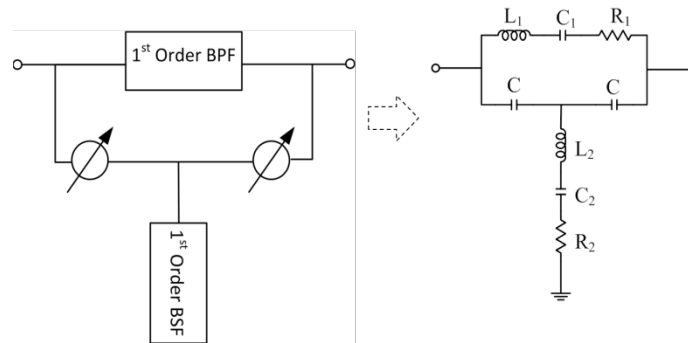 1st Order BPF
1st Order BSF
L1 C1 R1
C C
L2
C2
R2